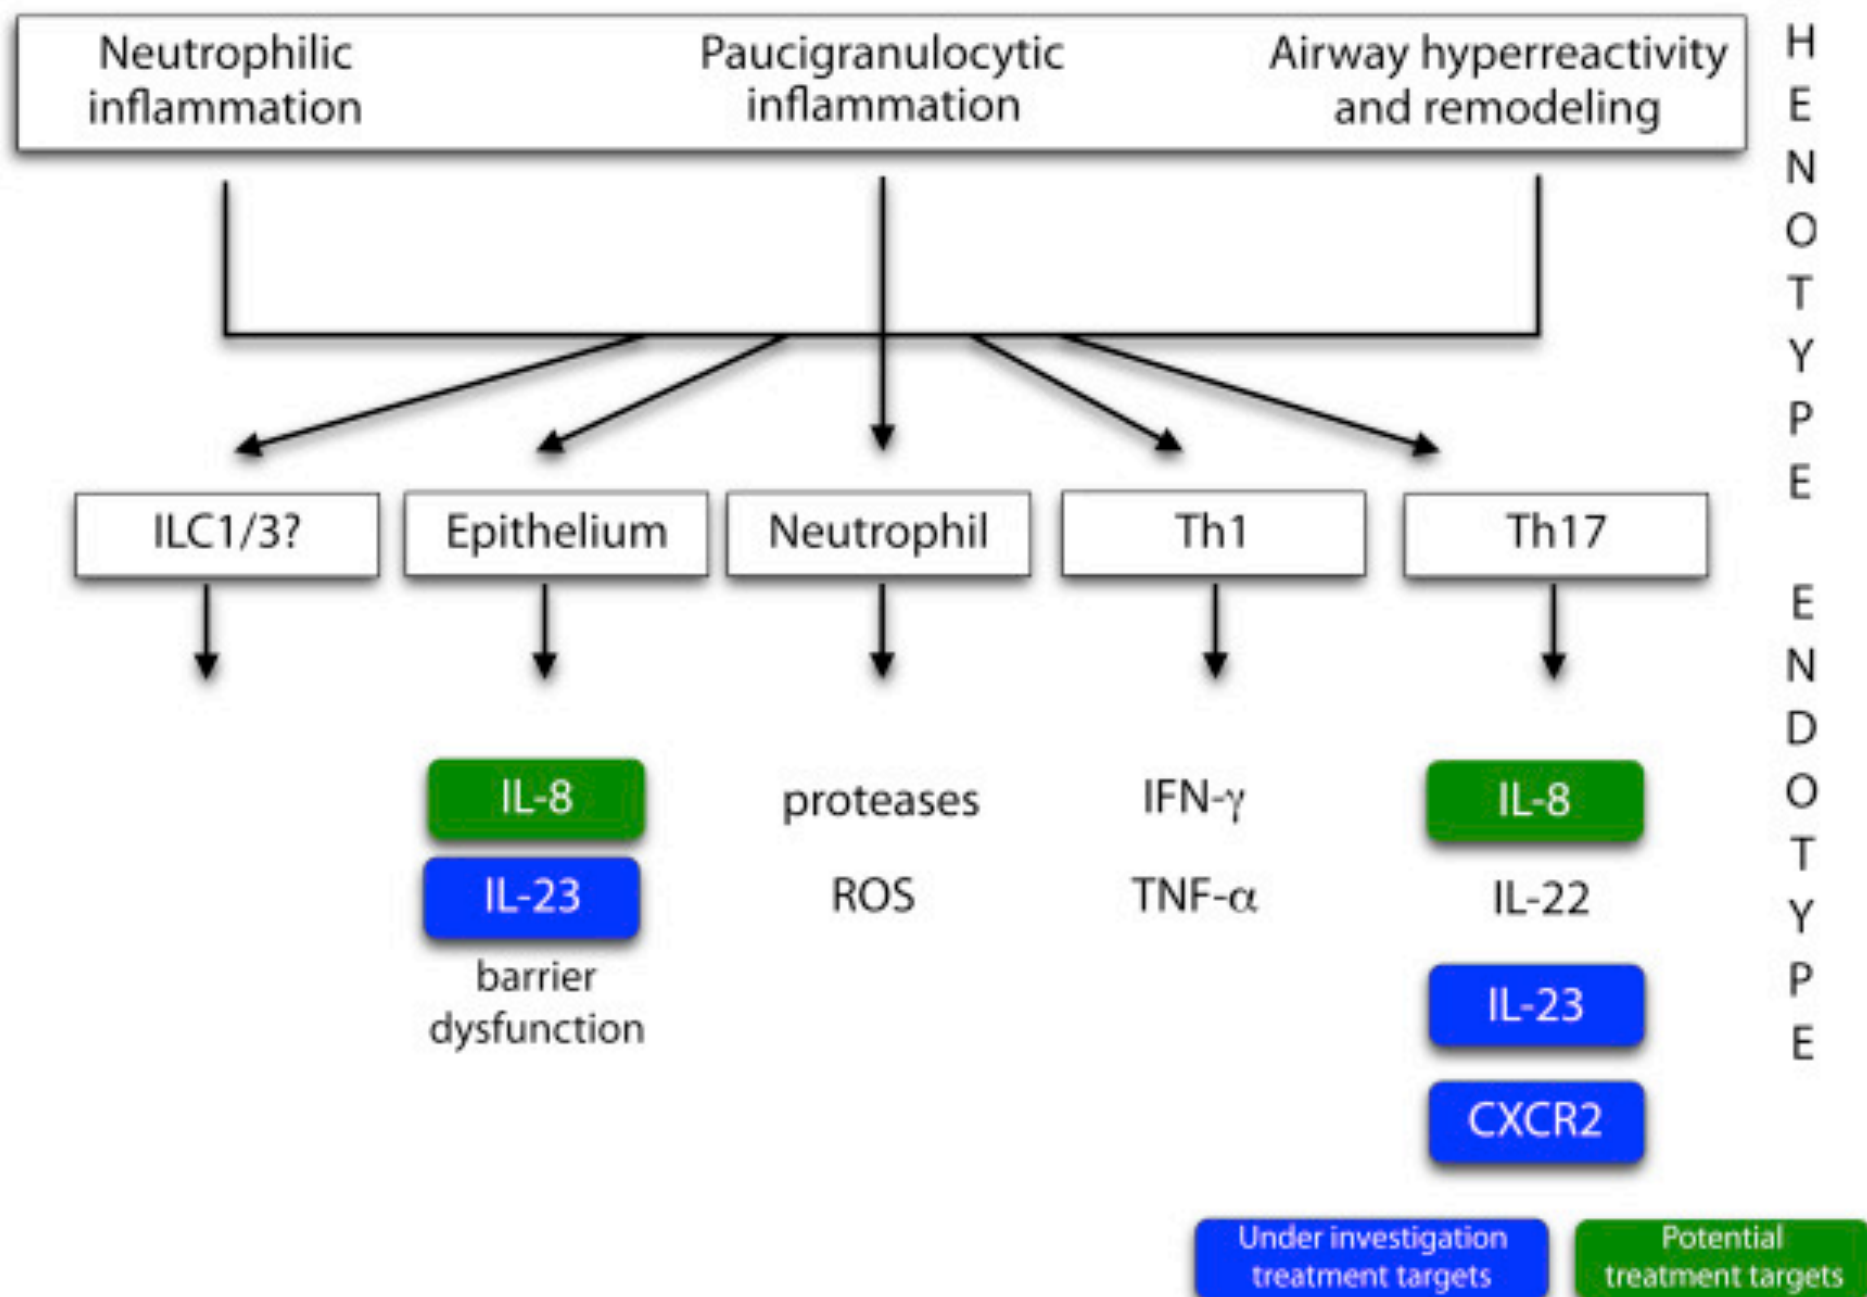 Neutrophilic
inflammation
Paucigranulocytic
inflammation
Airway hyperreactivity
and remodeling
H
E
N
O
T
Y
P
E
ILC1/3?
Epithelium
Neutrophil
Th1
Th17
E
N
D
O
T
Y
P
E
IL-8
IL-23
barrier
dysfunction
proteases
ROS
IFN-γ
TNF-α
IL-8
IL-22
IL-23
CXCR2
Under investigation
treatment targets
Potential
treatment targets